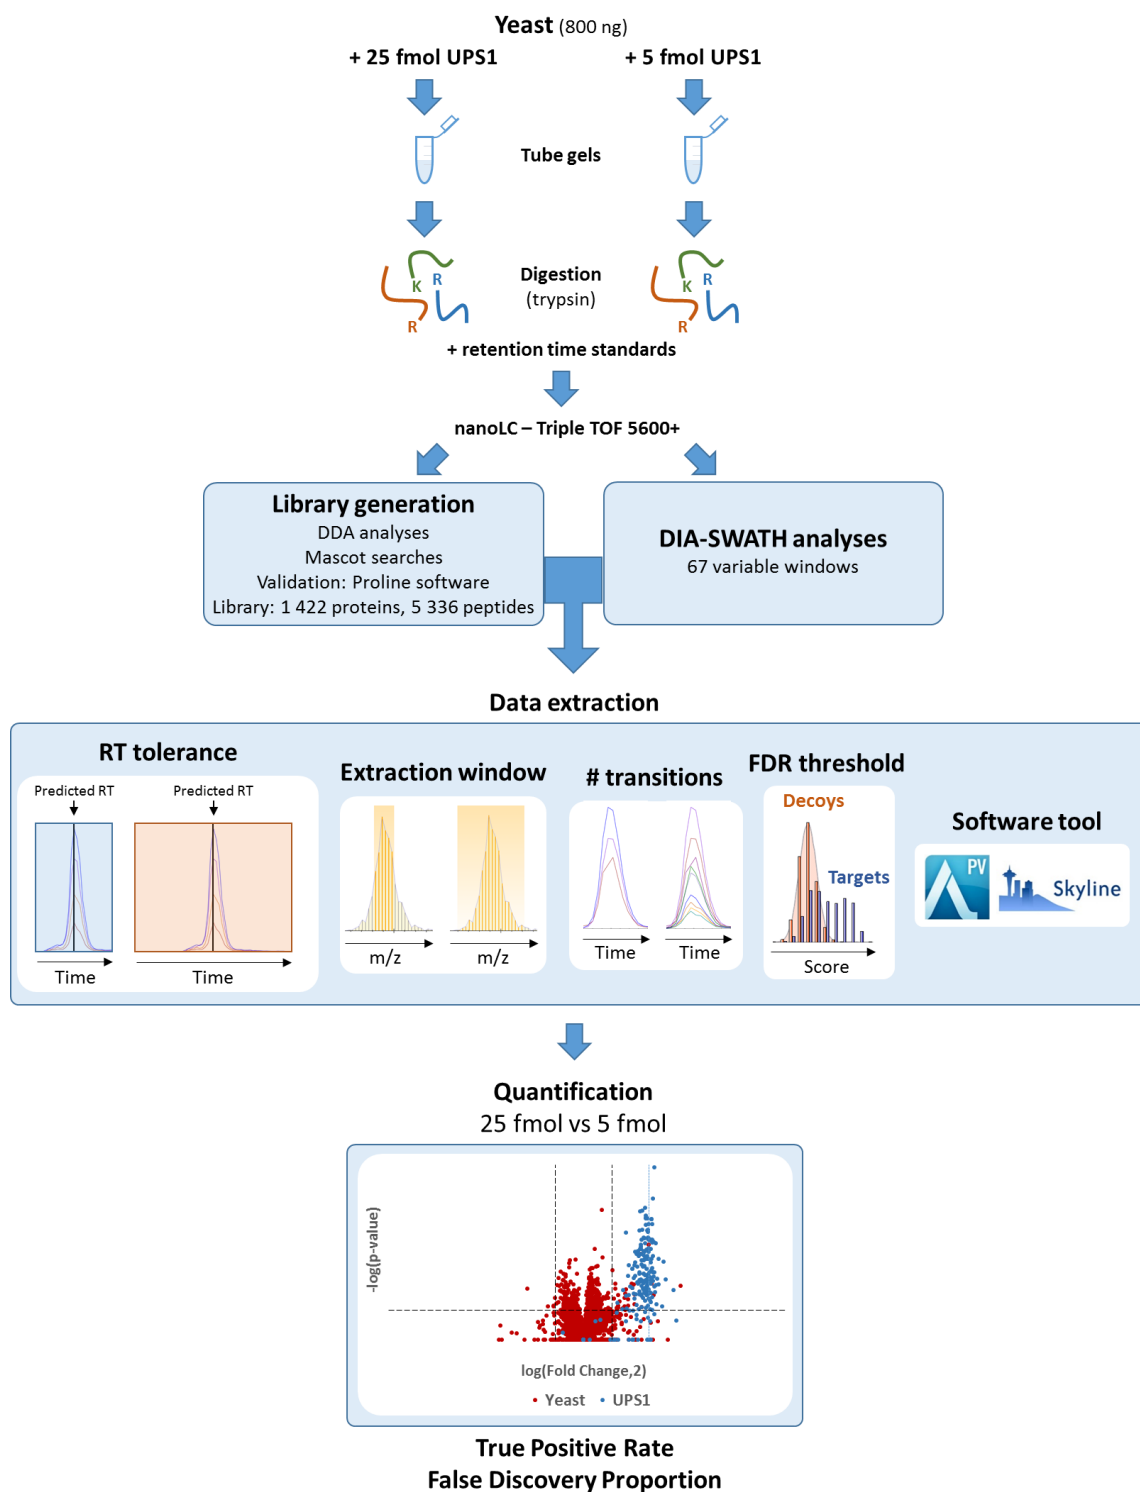 Yeast (800 ng)
+ 25 fmol UPS1
+ 5 fmol UPS1
Tube gels
K
R
R
Digestion
(trypsin)
K
R
R
+ retention time standards
nanoLC – Triple TOF 5600+
Library generation
DDA analyses
Mascot searches
Validation: Proline software
Library: 1 422 proteins, 5 336 peptides
DIA-SWATH analyses
67 variable windows
Data extraction
RT tolerance
Predicted RT
Predicted RT
Time
Time
Extraction window
m/z
m/z
# transitions
Time
Time
FDR threshold
Decoys
Targets
Score
Software tool
PV
Skyline
Quantification
25 fmol vs 5 fmol
-log(p-value)
log(Fold Change,2)
Yeast
UPS1
True Positive Rate
False Discovery Proportion